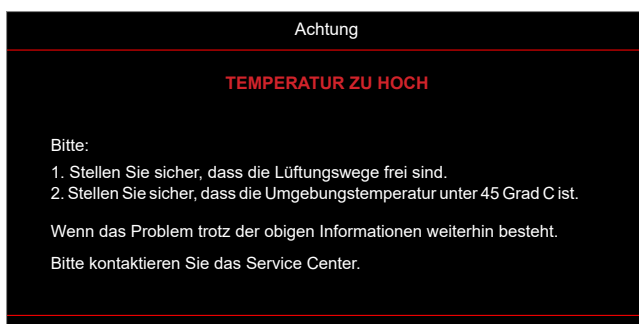 Achtung
TEMPERATUR ZU HOCH
Bitte:
1. Stellen Sie sicher, dass die Lüftungswege frei sind.
2. Stellen Sie sicher, dass die Umgebungstemperatur unter 45 Grad C ist.
Wenn das Problem trotz der obigen Informationen weiterhin besteht.
Bitte kontaktieren Sie das Service Center.